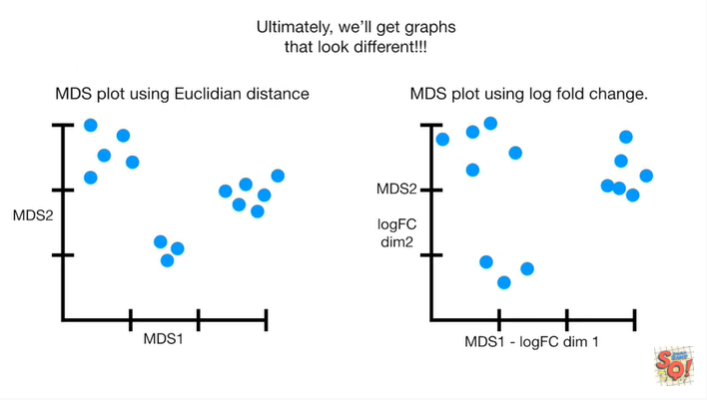 Ultimately, we'll get graphs
that look different!!!
MDS plot using Euclidian distance
MDS2
MDS1
MDS plot using log fold change.
MDS2
logFC
dim2
MDS1 - logFC dim 1
SQ!